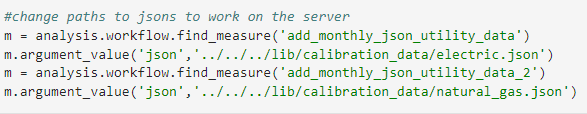 #change paths to jsons to work on the server
m = analysis.workflow.find_measure('add_monthly_json_utility_data')
m.argument_value('json','../../../lib/calibration_data/electric.json')
m = analysis.workflow.find_measure('add_monthly_json_utility_data_2')
m.argument_value('json','../../../lib/calibration_data/natural_gas.json')